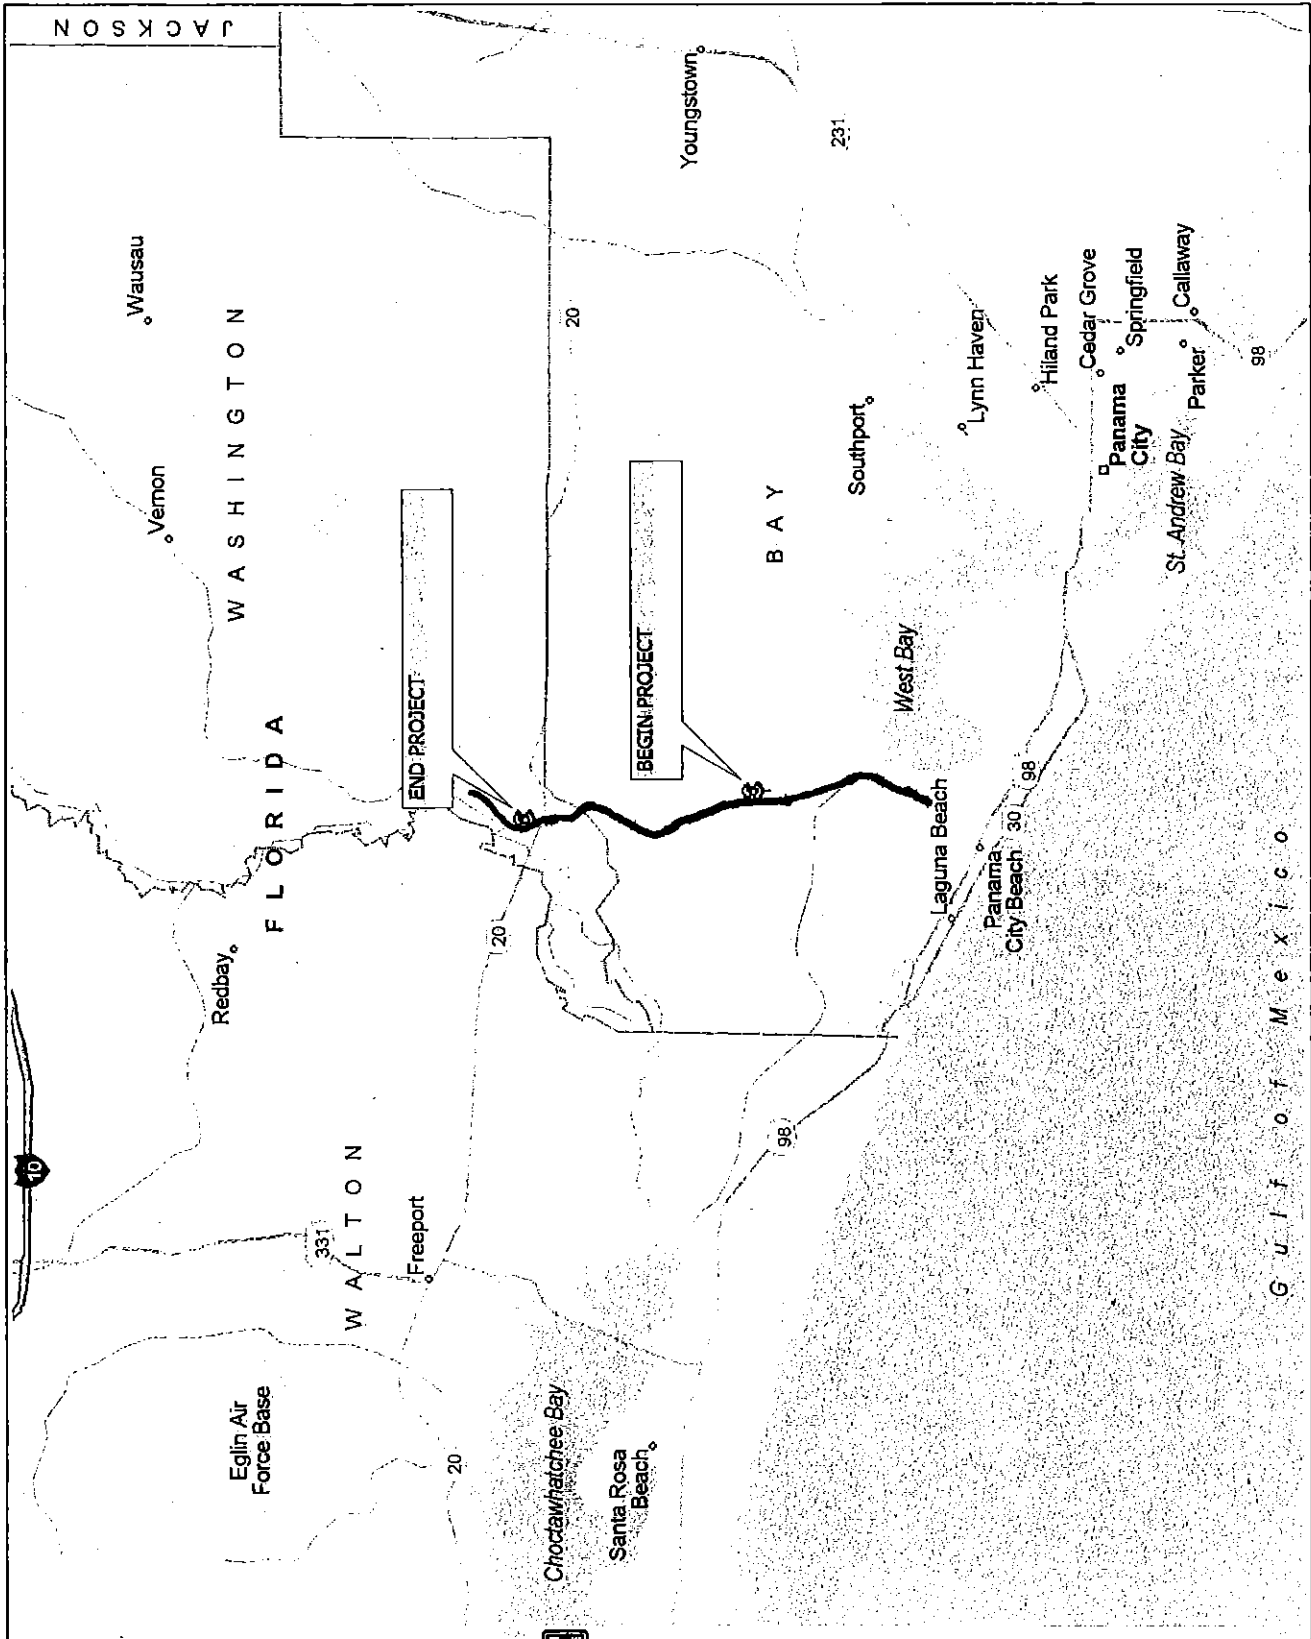 JACKSON
Wausau
Vernon
WASHINGTON
FLORIDA
Redbay
10
331
WALTON
Freeport
Eglin Air
Force Base
20
Choctawhatchee Bay
Santa Rosa
Beach
20
END PROJECT
20
BEGIN PROJECT
BAY
Youngstown
231
Southport
West Bay
Lynn Haven
Hiland Park
Cedar Grove
Springfield
Panama
City
Callaway
Parker
St. Andrew Bay
98
Laguna Beach
Panama
City Beach
30
98
98
Gulf of Mexico